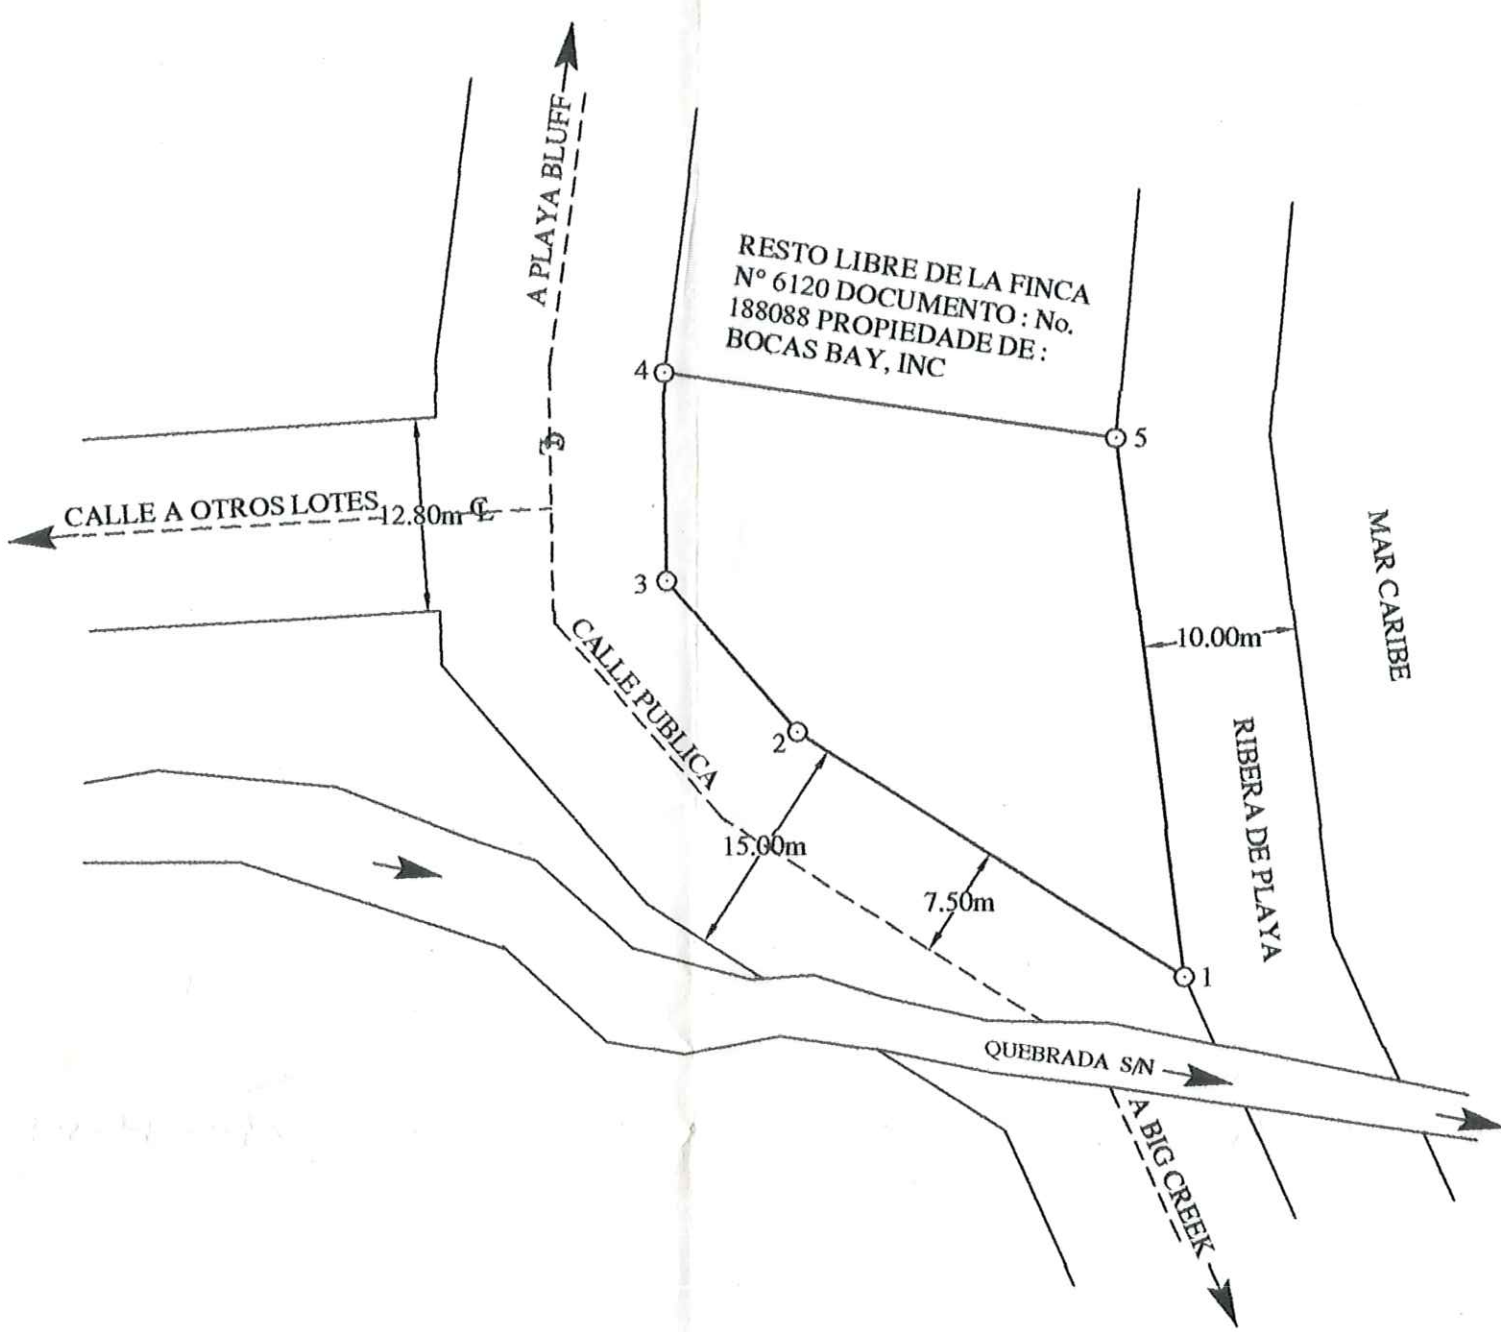 A PLAYA BLUFF
RESTO LIBRE DE LA FINCA
N° 6120 DOCUMENTO : No.
188088 PROPIEDADE DE :
BOCAS BAY, INC
4
5
CALLE A OTROS LOTES
12.80m
3
MAR CARIBE
10.00m
CALLE PUBLICA
2
RIBERA DE PLAYA
15.00m
7.50m
1
QUEBRADA S/N
A BIG CREEK